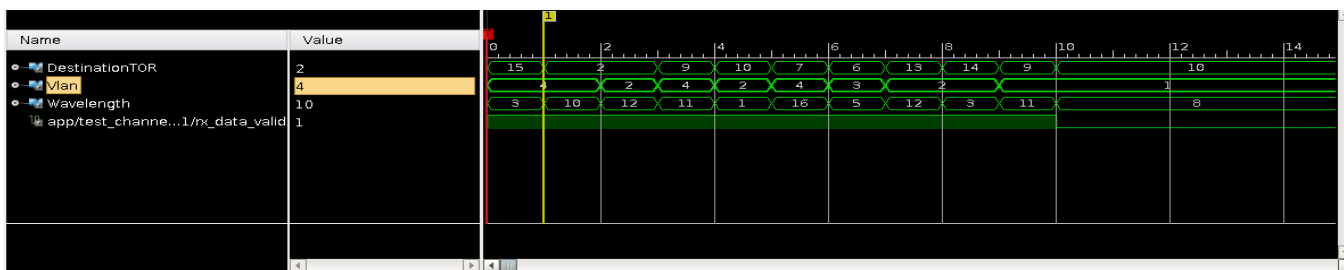 1
Name Value
0 2 4 6 8 10 12 14
DestinationTOR 2 15 2 9 10 7 6 13 14 9 10
Vlan 4 4 2 4 2 4 3 2 1
Wavelength 10 3 10 12 11 1 16 5 12 3 11 8
app/test_channe...1/rx_data_valid 1